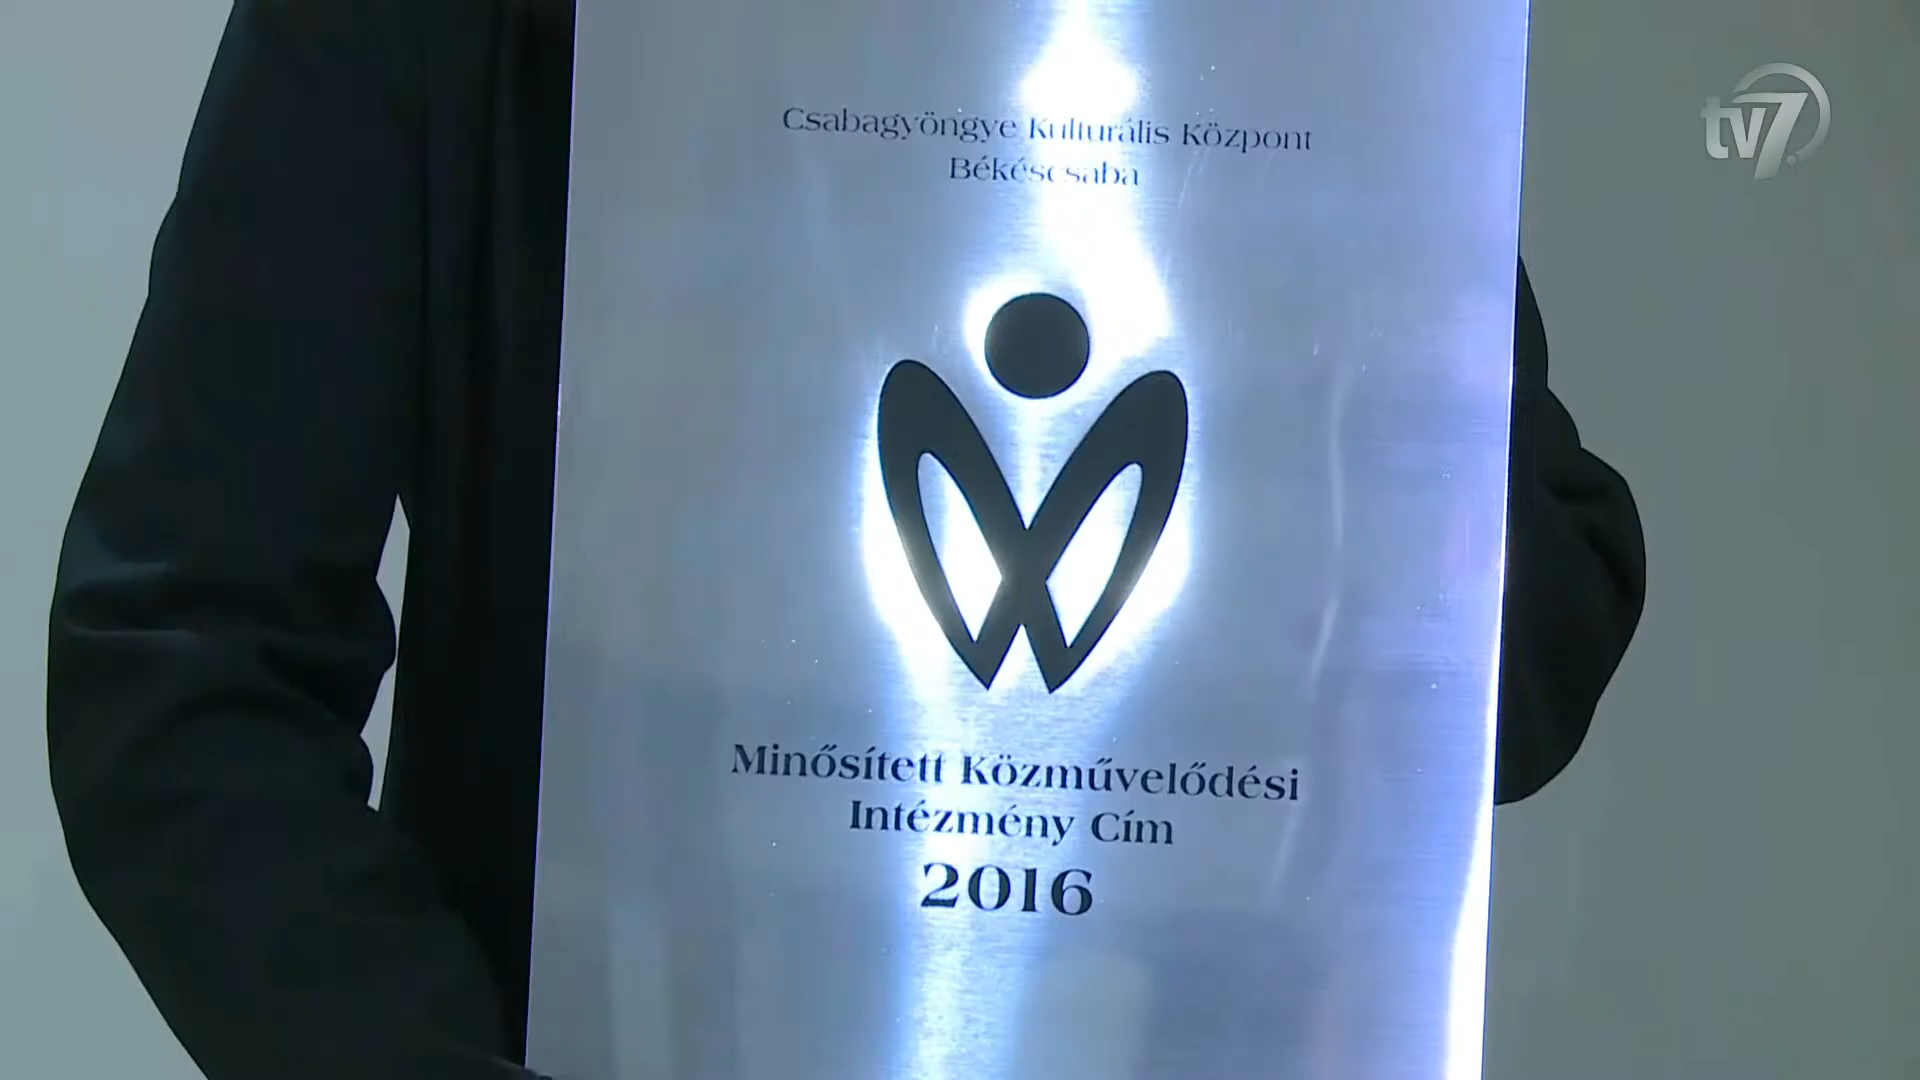 tv7
Csabagyöngye Kulturális Központ
Békéscsaba
Minősített Közművelődési
Intézmény Cím
2016